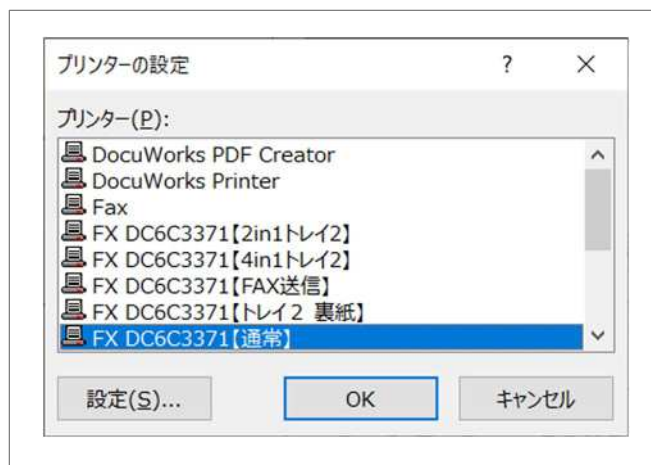 プリンターの設定 ? ×
プリンター(P):
DocuWorks PDF Creator
DocuWorks Printer
Fax
FX DC6C3371【2in1トレイ2】
FX DC6C3371【4in1トレイ2】
FX DC6C3371【FAX送信】
FX DC6C3371【トレイ2 裏紙】
FX DC6C3371【通常】
設定(S)... OK キャンセル